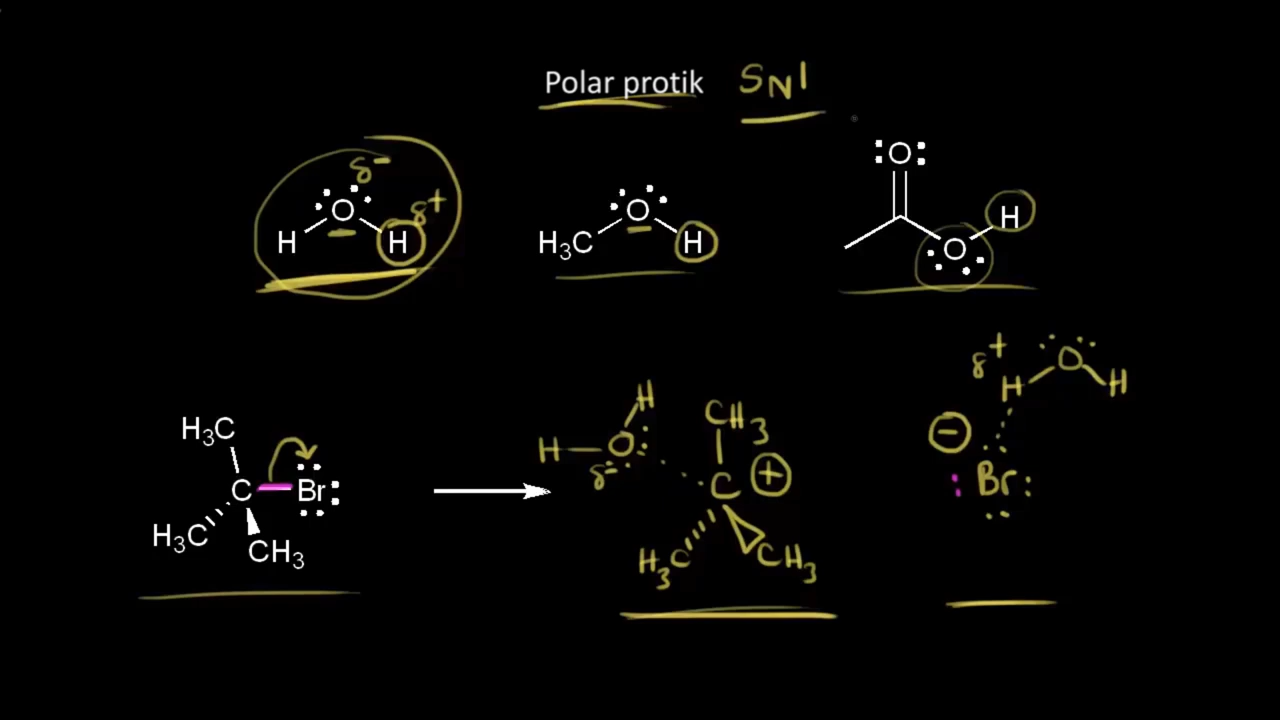 Polar protik SN1
δ−
δ+
H O H
H₃C O H
O
O H
H₃C
C Br
H₃C
CH₃
H O H
δ−
CH₃
C +
H₃C
CH₃
δ+
H O H
−
Br